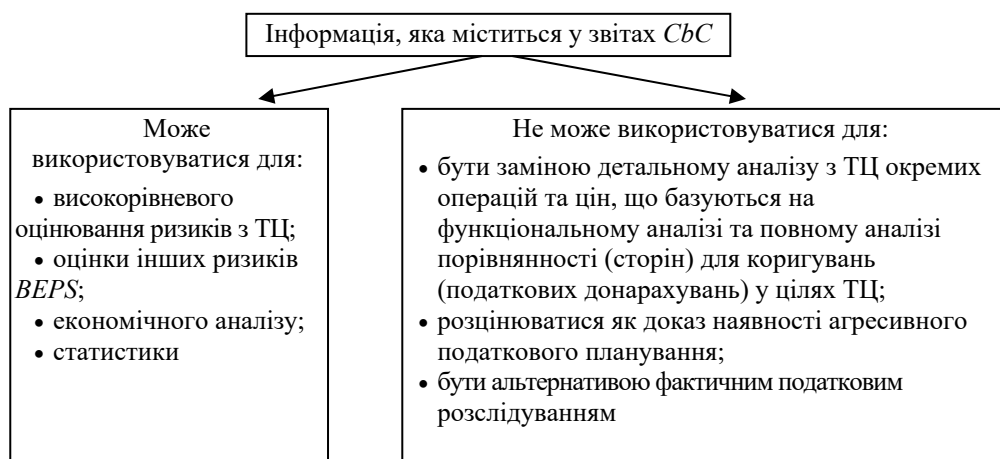 Інформація, яка міститься у звітах CbC
Може
використовуватися для:
• високорівневого
оцінювання ризиків з ТЦ;
• оцінки інших ризиків
BEPS;
• економічного аналізу;
• статистики
Не може використовуватися для:
• бути заміною детальному аналізу з ТЦ окремих
операцій та цін, що базуються на
функціональному аналізі та повному аналізі
порівнянності (сторін) для коригувань
(податкових донарахувань) у цілях ТЦ;
• розцінюватися як доказ наявності агресивного
податкового планування;
• бути альтернативою фактичним податковим
розслідуванням